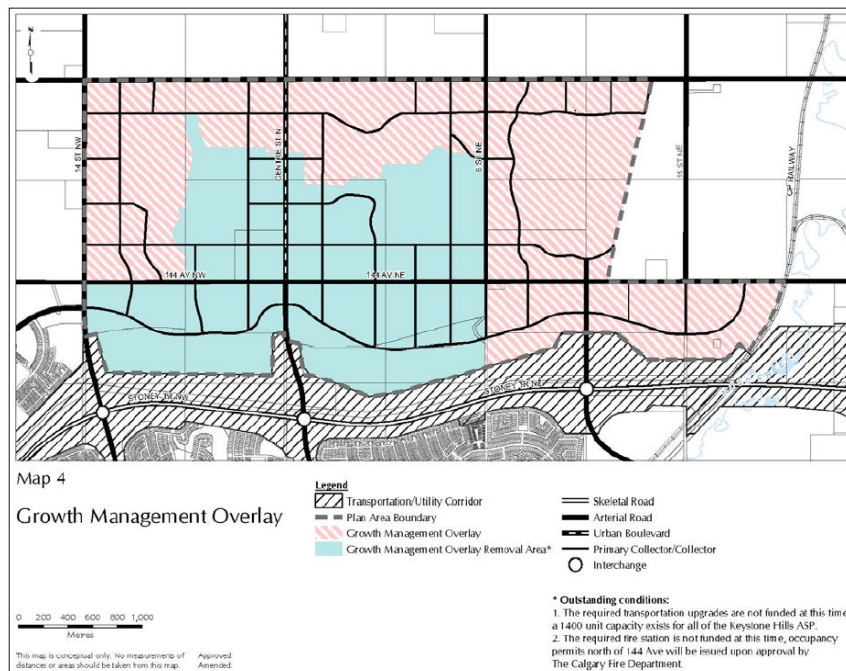 N
14 ST NW
CENTRE ST N
6 ST NE
15 ST NE
CP RAILWAY
144 AV NW
144 AV NE
STONEY TR NW
STONEY TR NE
Map 4
Growth Management Overlay
Legend
Transportation/Utility Corridor
Plan Area Boundary
Growth Management Overlay
Growth Management Overlay Removal Area*
Skeletal Road
Arterial Road
Urban Boulevard
Primary Collector/Collector
Interchange
0 200 400 600 800 1,000
Metres
This map is conceptual only. No measurements of
distances or areas should be taken from this map.
Approved:
Amended:
* Outstanding conditions:
1. The required transportation upgrades are not funded at this time
a 1400 unit capacity exists for all of the Keystone Hills ASP.
2. The required fire station is not funded at this time, occupancy
permits north of 144 Ave will be issued upon approval by
The Calgary Fire Department.